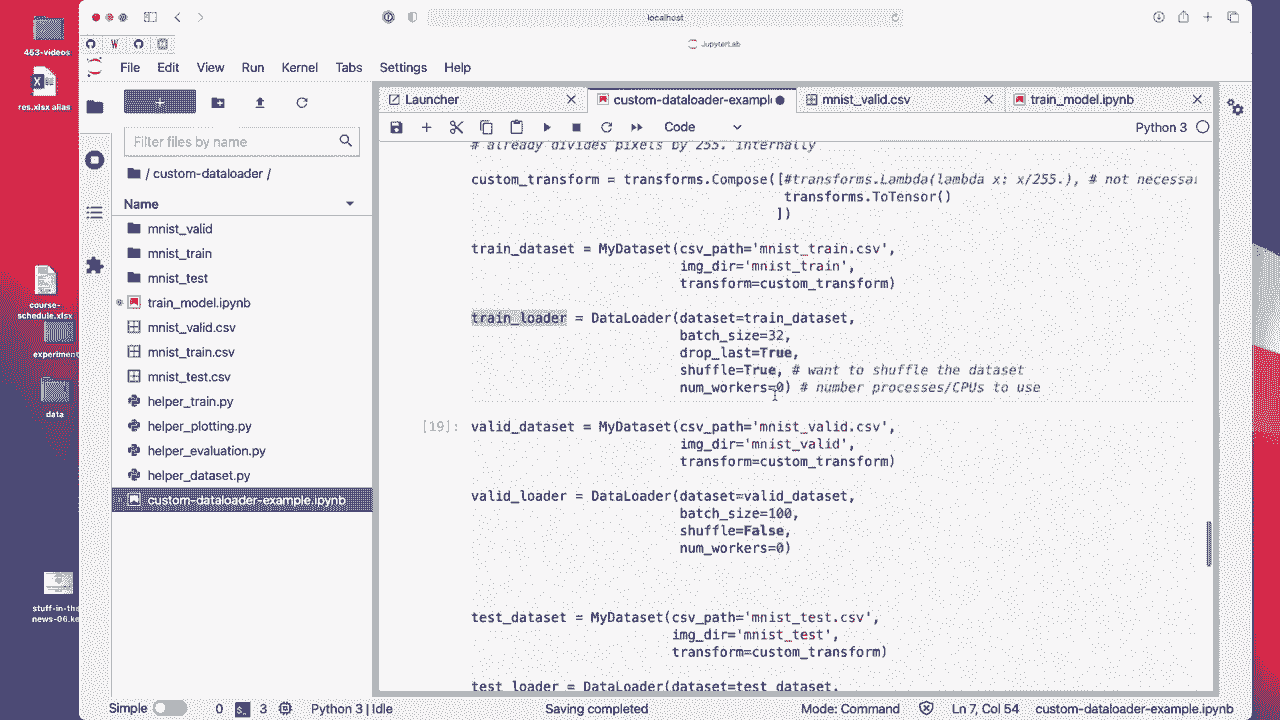 localhost
JupyterLab
File Edit View Run Kernel Tabs Settings Help
463-videos
res.xlsx alias
course-
schedule.xlsx
experiment
data
stuff-in-the
news-06.ke
Filter files by name
/ custom-dataloader /
Name
mnist_valid
mnist_train
mnist_test
train_model.ipynb
mnist_valid.csv
mnist_train.csv
mnist_test.csv
helper_train.py
helper_plotting.py
helper_evaluation.py
helper_dataset.py
custom-dataloader-example.ipynb
Launcher custom-dataloader-example mnist_valid.csv train_model.ipynb
Code Python 3
# already divides pixels by 255. internally
custom_transform = transforms.Compose([#transforms.Lambda(lambda x: x/255.), # not necessa
transforms.ToTensor()
])
train_dataset = MyDataset(csv_path='mnist_train.csv',
img_dir='mnist_train',
transform=custom_transform)
train_loader = DataLoader(dataset=train_dataset,
batch_size=32,
drop_last=True,
shuffle=True, # want to shuffle the dataset
num_workers=0) # number processes/CPUs to use
[19]: valid_dataset = MyDataset(csv_path='mnist_valid.csv',
img_dir='mnist_valid',
transform=custom_transform)
valid_loader = DataLoader(dataset=valid_dataset,
batch_size=100,
shuffle=False,
num_workers=0)
test_dataset = MyDataset(csv_path='mnist_test.csv',
img_dir='mnist_test',
transform=custom_transform)
test_loader = DataLoader(dataset=test_dataset,
Simple 0 3 Python 3 | Idle Saving completed Mode: Command Ln 7, Col 54 custom-dataloader-example.ipynb